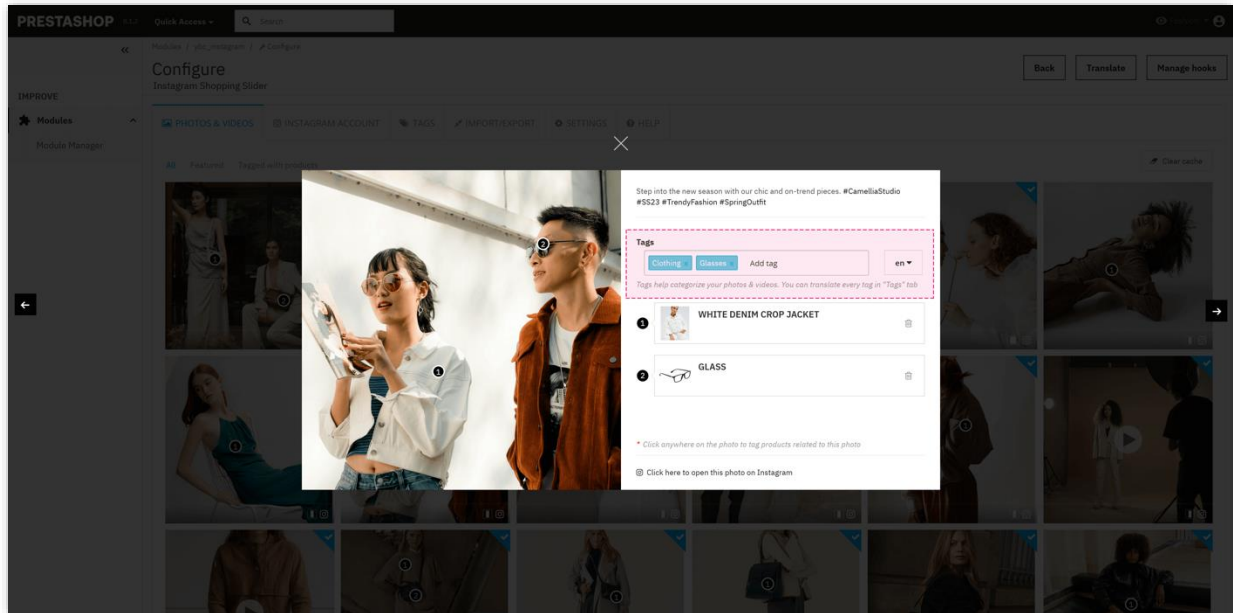 PRESTASHOP 8.1.2 Quick Access Search
Modules / ybc_instagram / Configure
Configure
Instagram Shopping Slider
Back Translate Manage hooks
IMPROVE
Modules
Module Manager
PHOTOS & VIDEOS INSTAGRAM ACCOUNT TAGS IMPORT/EXPORT SETTINGS HELP
All Featured Tagged with products
Clear cache
Step into the new season with our chic and on-trend pieces. #CamelliaStudio
#SS23 #TrendyFashion #SpringOutfit
Tags
Clothing × Glasses × Add tag en
Tags help categorize your photos & videos. You can translate every tag in "Tags" tab
1 WHITE DENIM CROP JACKET
2 GLASS
* Click anywhere on the photo to tag products related to this photo
Click here to open this photo on Instagram